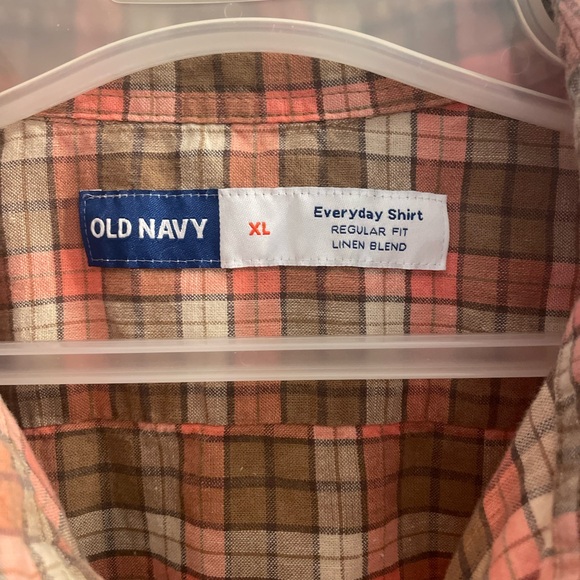 OLD NAVY
XL
Everyday Shirt
REGULAR FIT
LINEN BLEND